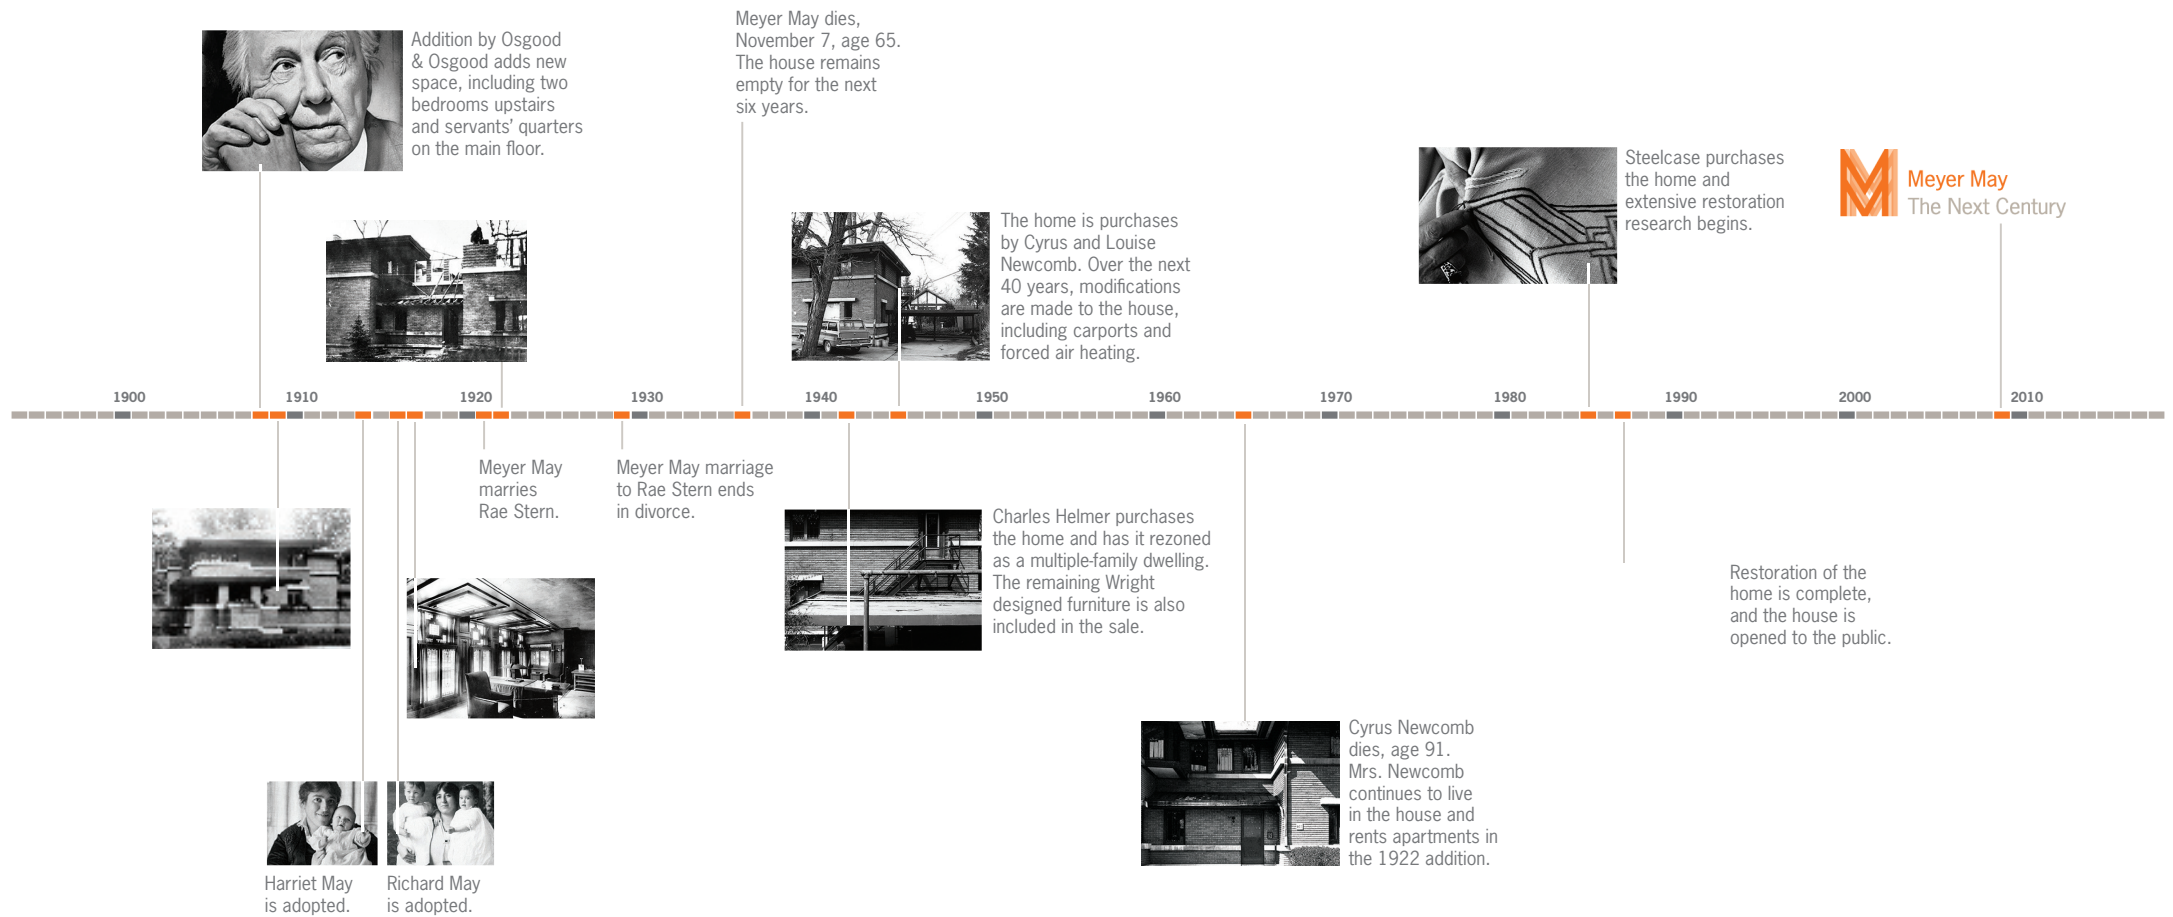 Addition by Osgood
& Osgood adds new
space, including two
bedrooms upstairs
and servants’ quarters
on the main floor.
Meyer May dies,
November 7, age 65.
The house remains
empty for the next
six years.
The home is purchases
by Cyrus and Louise
Newcomb. Over the next
40 years, modifications
are made to the house,
including carports and
forced air heating.
Steelcase purchases
the home and
extensive restoration
research begins.
Meyer May
The Next Century
1900 1910 1920 1930 1940 1950 1960 1970 1980 1990 2000 2010
Meyer May
marries
Rae Stern.
Meyer May marriage
to Rae Stern ends
in divorce.
Charles Helmer purchases
the home and has it rezoned
as a multiple-family dwelling.
The remaining Wright
designed furniture is also
included in the sale.
Restoration of the
home is complete,
and the house is
opened to the public.
Cyrus Newcomb
dies, age 91.
Mrs. Newcomb
continues to live
in the house and
rents apartments in
the 1922 addition.
Harriet May
is adopted.
Richard May
is adopted.